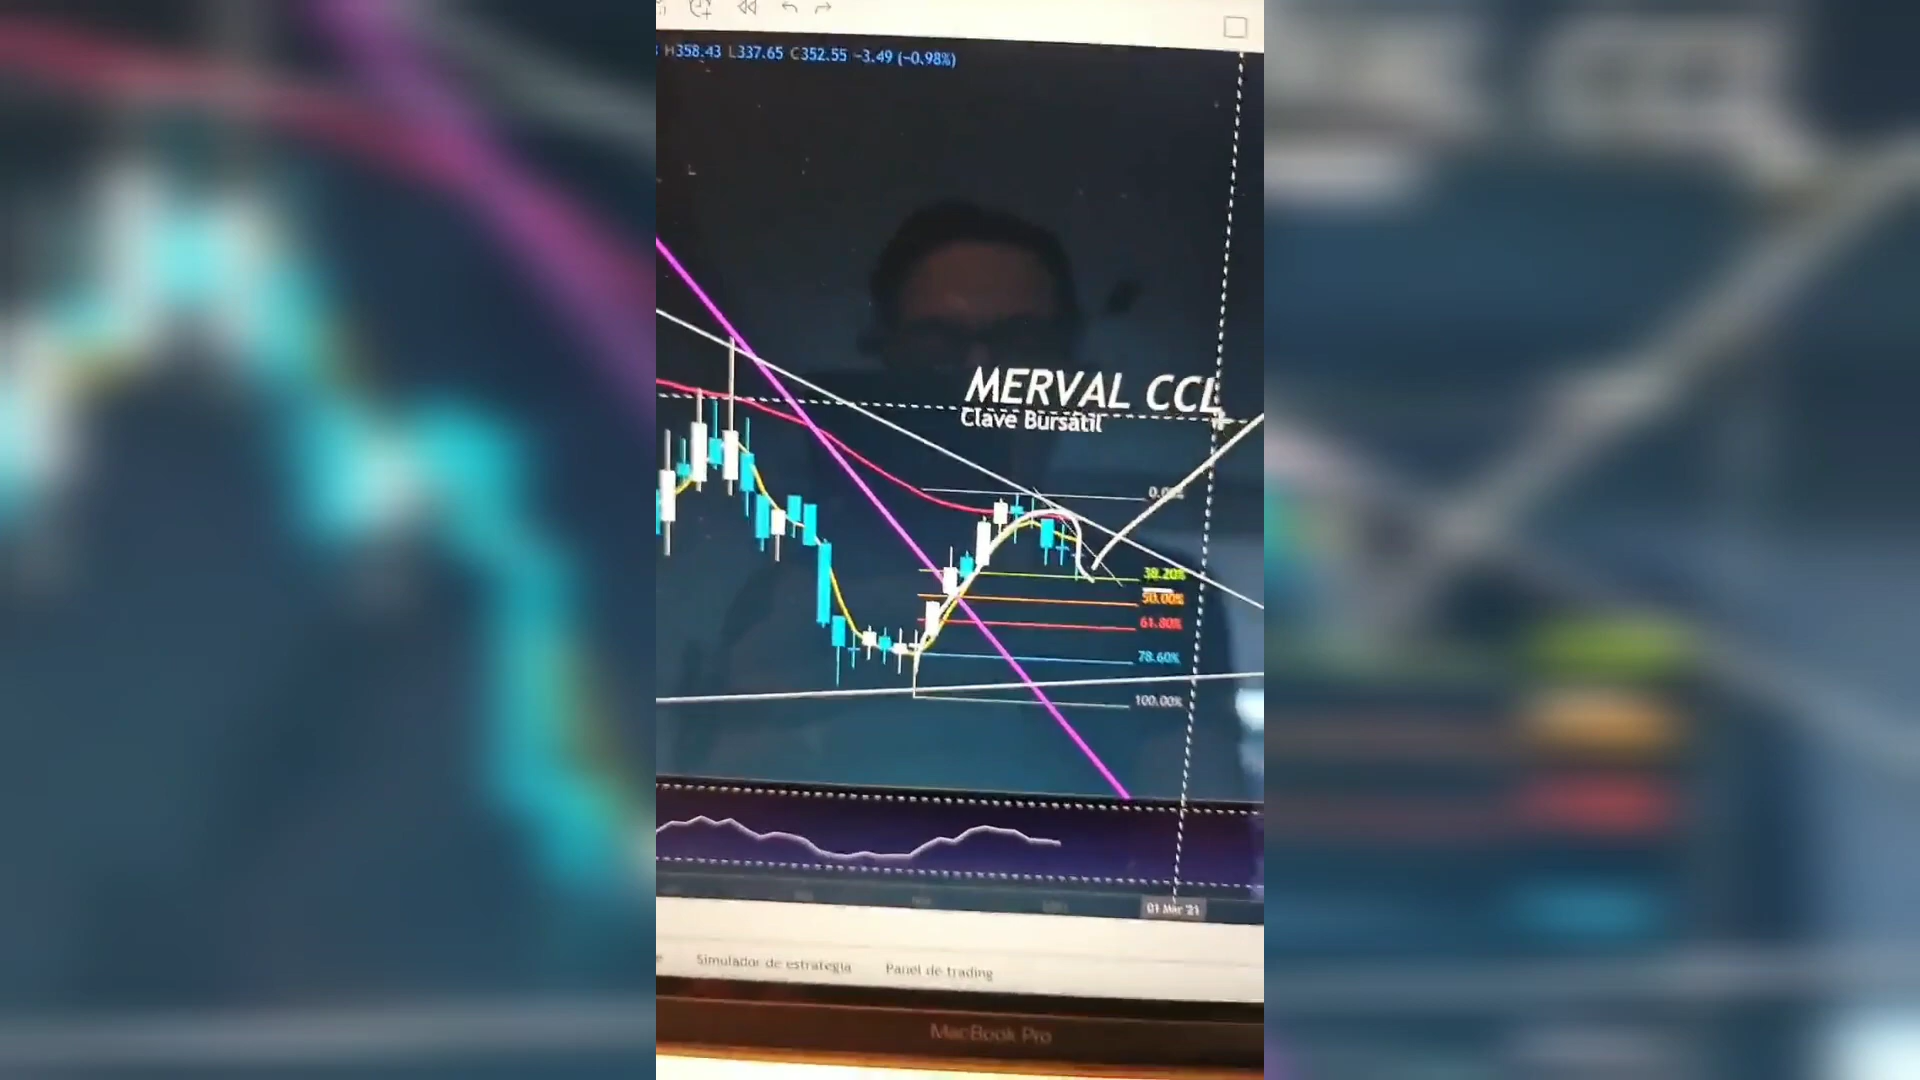 H358.43 L337.65 C352.55 −3.49 (−0.98%)
MERVAL CCL
Clave Bursátil
0.00%
38.20%
50.00%
61.80%
78.60%
100.00%
01 Mar '21
Simulador de estrategia Panel de trading
MacBook Pro